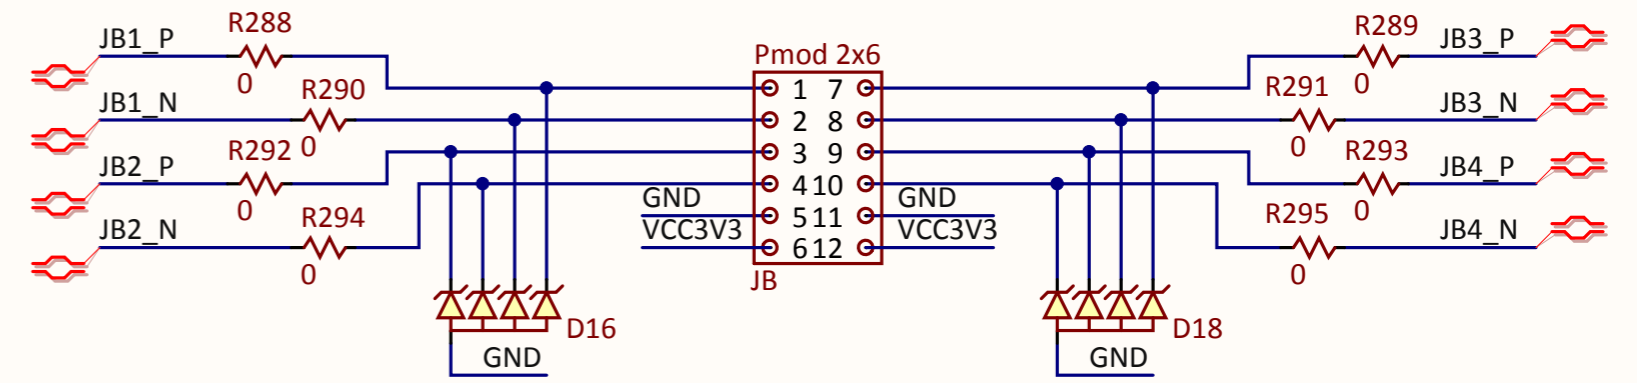 R288
R289
JB1_P
JB3_P
Pmod 2x6
0
R290
1 7
R291
0
JB1_N
JB3_N
2 8
R292
0
0
R293
JB2_P
3 9
JB4_P
4 10
0
R294
GND
5 11
GND
R295
0
JB2_N
VCC3V3
6 12
VCC3V3
JB4_N
0
JB
0
D16
D18
GND
GND